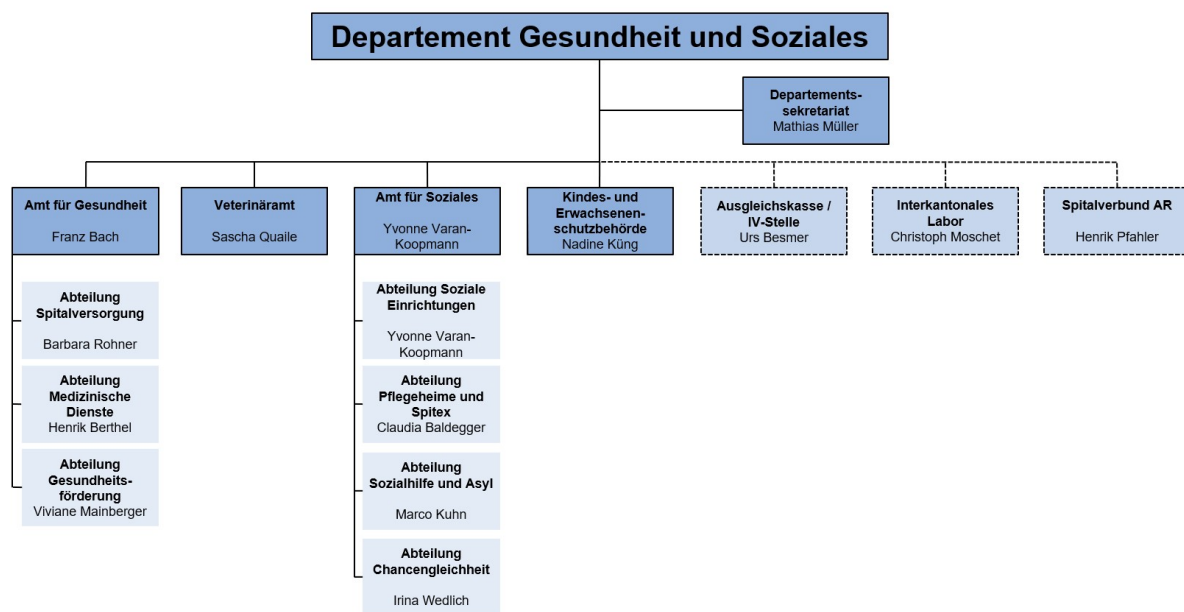 Departement Gesundheit und Soziales
Departements-
sekretariat
Mathias Müller
Amt für Gesundheit
Franz Bach
Veterinäramt
Sascha Quaile
Amt für Soziales
Yvonne Varan-
Koopmann
Kindes- und
Erwachsenen-
schutzbehörde
Nadine Küng
Ausgleichskasse /
IV-Stelle
Urs Besmer
Interkantonales
Labor
Christoph Moschet
Spitalverbund AR
Henrik Pfahler
Abteilung
Spitalversorgung
Barbara Rohner
Abteilung
Medizinische
Dienste
Henrik Berthel
Abteilung
Gesundheits-
förderung
Viviane Mainberger
Abteilung Soziale
Einrichtungen
Yvonne Varan-
Koopmann
Abteilung
Pflegeheime und
Spitex
Claudia Baldegger
Abteilung
Sozialhilfe und Asyl
Marco Kuhn
Abteilung
Chancengleichheit
Irina Wedlich